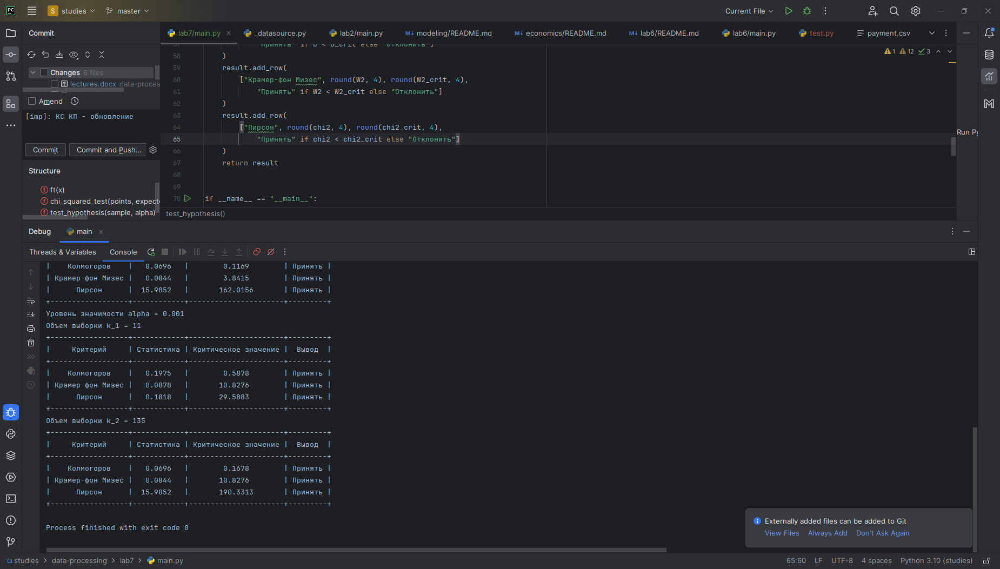 PC
S studies master Current File
Commit
lab7/main.py _datasource.py lab2/main.py M↓ modeling/README.md M↓ economics/README.md M↓ lab6/README.md lab6/main.py test.py payment.csv
Changes 6 files
lectures.docx data-proces
Amend
[imp]: КС КП - обновление
Commit Commit and Push...
Structure
ft(x)
chi_squared_test(points, expecte
test_hypothesis(sample, alpha)
1 12 3
58 )
59 result.add_row(
60 ["Крамер-фон Мизес", round(W2, 4), round(W2_crit, 4),
61 "Принять" if W2 < W2_crit else "Отклонить"]
62 )
63 result.add_row(
64 ["Пирсон", round(chi2, 4), round(chi2_crit, 4),
65 "Принять" if chi2 < chi2_crit else "Отклонить"]
66 )
67 return result
68
69
70 if __name__ == "__main__":
test_hypothesis()
Run Py
Debug main
Threads & Variables Console
| Колмогоров | 0.0696 | 0.1169 | Принять |
| Крамер-фон Мизес | 0.0844 | 3.8415 | Принять |
| Пирсон | 15.9852 | 162.0156 | Принять |
+------------------+------------+----------------------+---------+
Уровень значимости alpha = 0.001
Объем выборки k_1 = 11
+------------------+------------+----------------------+---------+
| Критерий | Статистика | Критическое значение | Вывод |
+------------------+------------+----------------------+---------+
| Колмогоров | 0.1975 | 0.5878 | Принять |
| Крамер-фон Мизес | 0.0878 | 10.8276 | Принять |
| Пирсон | 0.1818 | 29.5883 | Принять |
+------------------+------------+----------------------+---------+
Объем выборки k_2 = 135
+------------------+------------+----------------------+---------+
| Критерий | Статистика | Критическое значение | Вывод |
+------------------+------------+----------------------+---------+
| Колмогоров | 0.0696 | 0.1678 | Принять |
| Крамер-фон Мизес | 0.0844 | 10.8276 | Принять |
| Пирсон | 15.9852 | 190.3313 | Принять |
+------------------+------------+----------------------+---------+
Process finished with exit code 0
Externally added files can be added to Git
View Files Always Add Don't Ask Again
studies > data-processing > lab7 > main.py 65:60 LF UTF-8 4 spaces Python 3.10 (studies)